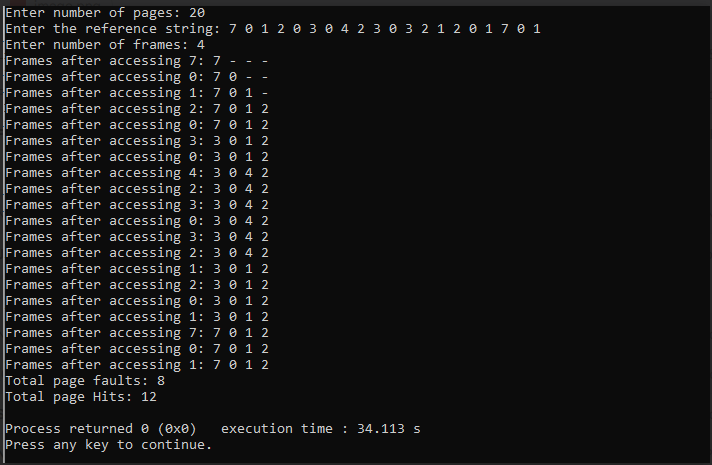 Enter number of pages: 20
Enter the reference string: 7 0 1 2 0 3 0 4 2 3 0 3 2 1 2 0 1 7 0 1
Enter number of frames: 4
Frames after accessing 7: 7 - - -
Frames after accessing 0: 7 0 - -
Frames after accessing 1: 7 0 1 -
Frames after accessing 2: 7 0 1 2
Frames after accessing 0: 7 0 1 2
Frames after accessing 3: 3 0 1 2
Frames after accessing 0: 3 0 1 2
Frames after accessing 4: 3 0 4 2
Frames after accessing 2: 3 0 4 2
Frames after accessing 3: 3 0 4 2
Frames after accessing 0: 3 0 4 2
Frames after accessing 3: 3 0 4 2
Frames after accessing 2: 3 0 4 2
Frames after accessing 1: 3 0 1 2
Frames after accessing 2: 3 0 1 2
Frames after accessing 0: 3 0 1 2
Frames after accessing 1: 3 0 1 2
Frames after accessing 7: 7 0 1 2
Frames after accessing 0: 7 0 1 2
Frames after accessing 1: 7 0 1 2
Total page faults: 8
Total page Hits: 12
Process returned 0 (0x0)   execution time : 34.113 s
Press any key to continue.